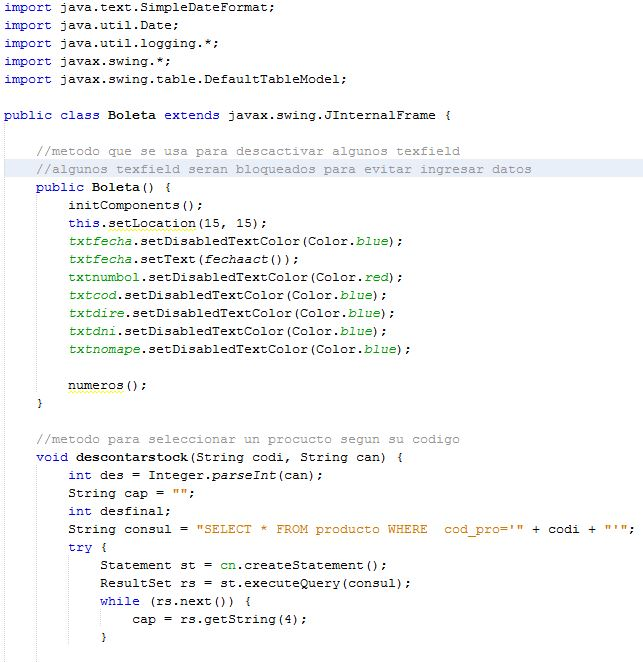 import java.text.SimpleDateFormat;
import java.util.Date;
import java.util.logging.*;
import javax.swing.*;
import javax.swing.table.DefaultTableModel;
public class Boleta extends javax.swing.JInternalFrame {
//metodo que se usa para descactivar algunos texfield
//algunos texfield seran bloqueados para evitar ingresar datos
public Boleta() {
initComponents();
this.setLocation(15, 15);
txtfecha.setDisabledTextColor(Color.blue);
txtfecha.setText(fechaact());
txtnumbol.setDisabledTextColor(Color.red);
txtcod.setDisabledTextColor(Color.blue);
txtdire.setDisabledTextColor(Color.blue);
txtdni.setDisabledTextColor(Color.blue);
txtnomape.setDisabledTextColor(Color.blue);
numeros();
}
//metodo para seleccionar un procucto segun su codigo
void descontarstock(String codi, String can) {
int des = Integer.parseInt(can);
String cap = "";
int desfinal;
String consul = "SELECT * FROM producto WHERE  cod_pro='" + codi + "'";
try {
Statement st = cn.createStatement();
ResultSet rs = st.executeQuery(consul);
while (rs.next()) {
cap = rs.getString(4);
}